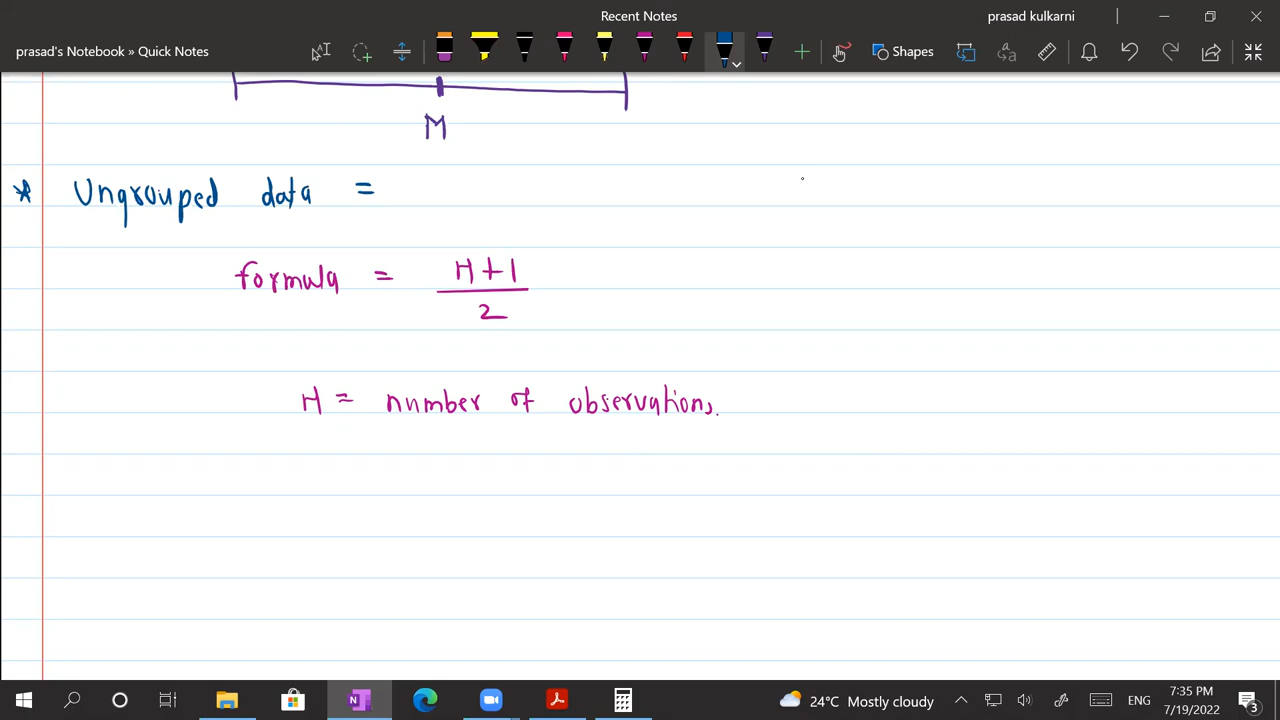 Recent Notes
prasad kulkarni
prasad's Notebook » Quick Notes
Shapes
M
* Ungrouped data =
formula = N+1
2
N = number of observations.
24°C Mostly cloudy
ENG
7:35 PM
7/19/2022
3